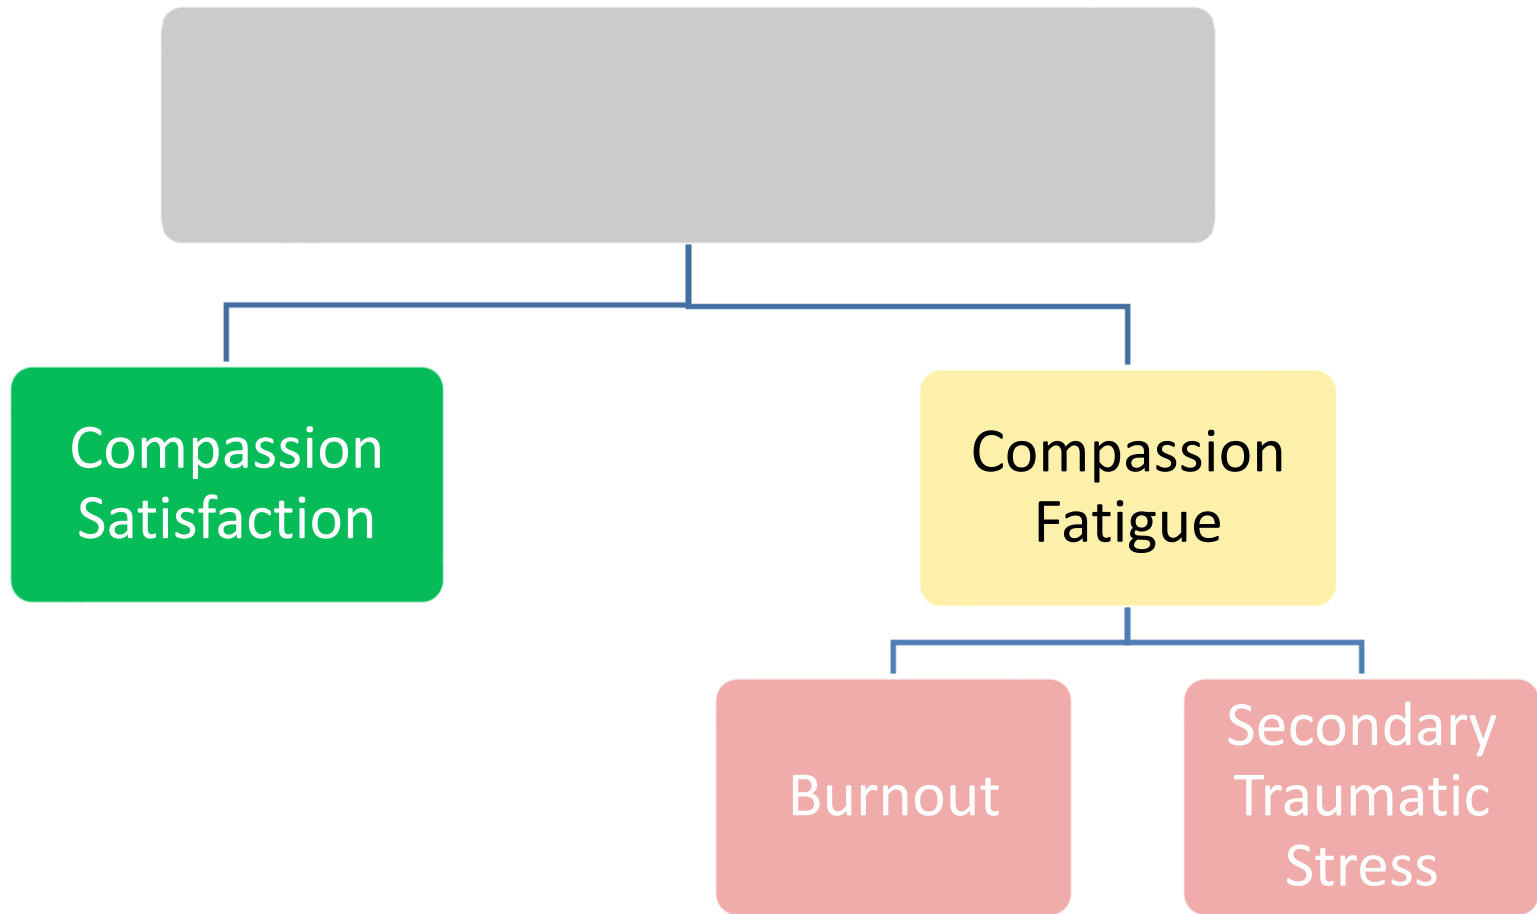 Compassion
Satisfaction
Compassion
Fatigue
Burnout
Secondary
Traumatic
Stress